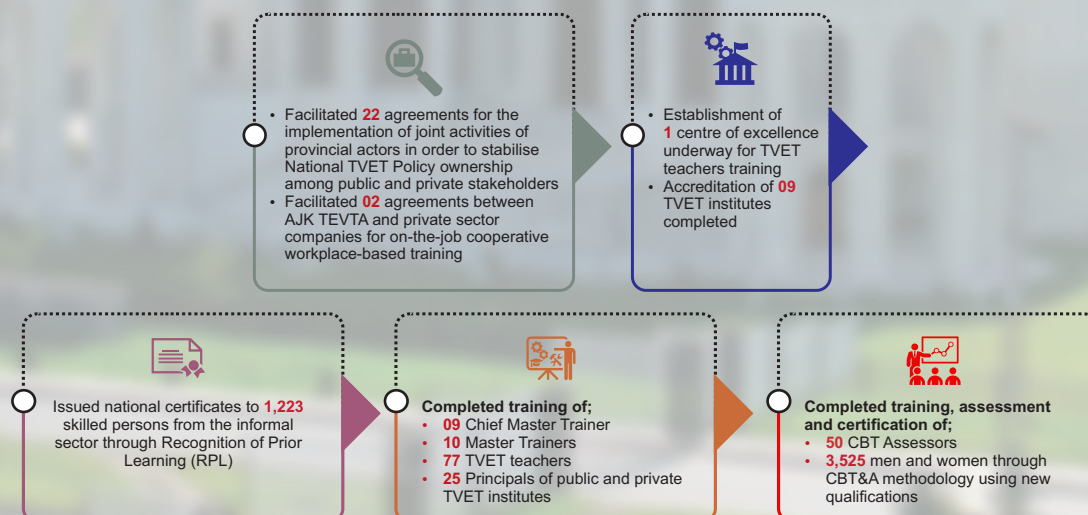 • Facilitated 22 agreements for the
implementation of joint activities of
provincial actors in order to stabilise
National TVET Policy ownership
among public and private stakeholders
• Facilitated 02 agreements between
AJK TEVTA and private sector
companies for on-the-job cooperative
workplace-based training
• Establishment of
1 centre of excellence
underway for TVET
teachers training
• Accreditation of 09
TVET institutes
completed
Issued national certificates to 1,223
skilled persons from the informal
sector through Recognition of Prior
Learning (RPL)
Completed training of;
• 09 Chief Master Trainer
• 10 Master Trainers
• 77 TVET teachers
• 25 Principals of public and private
TVET institutes
Completed training, assessment
and certification of;
• 50 CBT Assessors
• 3,525 men and women through
CBT&A methodology using new
qualifications